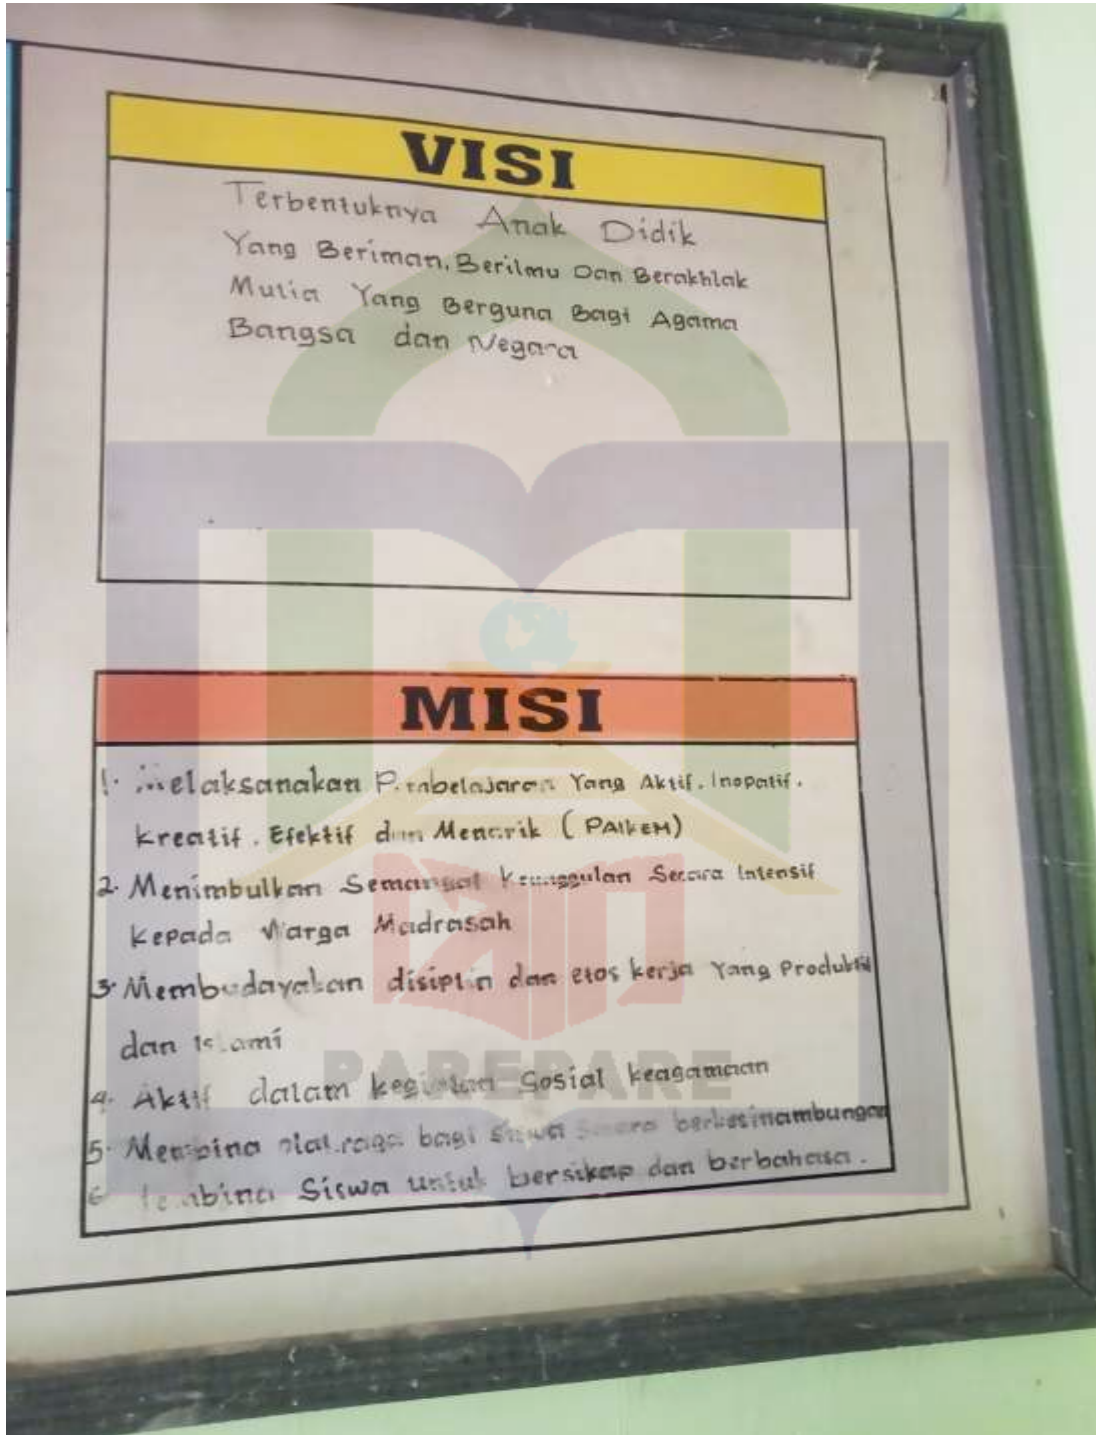 VISI
Terbentuknya Anak Didik
Yang Beriman, Berilmu Dan Berakhlak
Mulia Yang Berguna Bagi Agama
Bangsa dan Negara
MISI
1. Melaksanakan Pembelajaran Yang Aktif. Inopatif.
Kreatif. Efektif dan Menarik (PAIKEM)
2. Menimbulkan Semangat Keunggulan Secara Intensif
Kepada Warga Madrasah
3. Membudayakan disiplin dan etos kerja Yang Produktif
dan Islami
4. Aktif dalam kegiatan Sosial keagamaan
5. Membina olahraga bagi siswa secara berkesinambungan
6 Membina Siswa untuk bersikap dan berbahasa.
PAREPARE